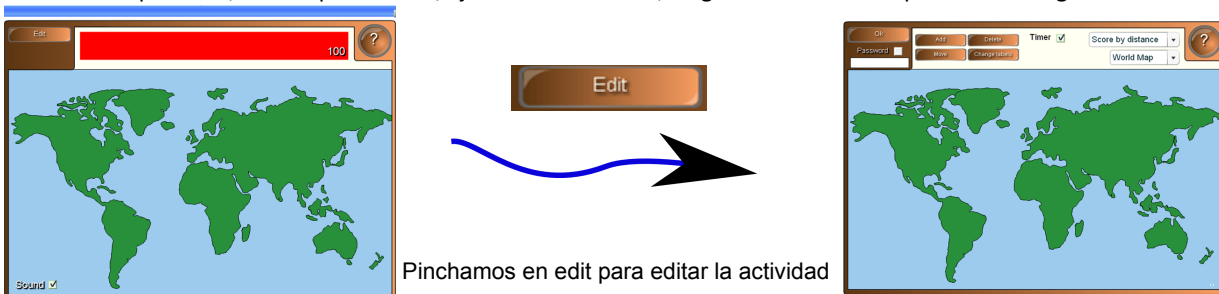 Edit
100
?
Sound
Edit
Pinchamos en edit para editar la actividad
Ok
Password
Add
Delete
Move
Change labels
Timer
Score by distance
World Map
?